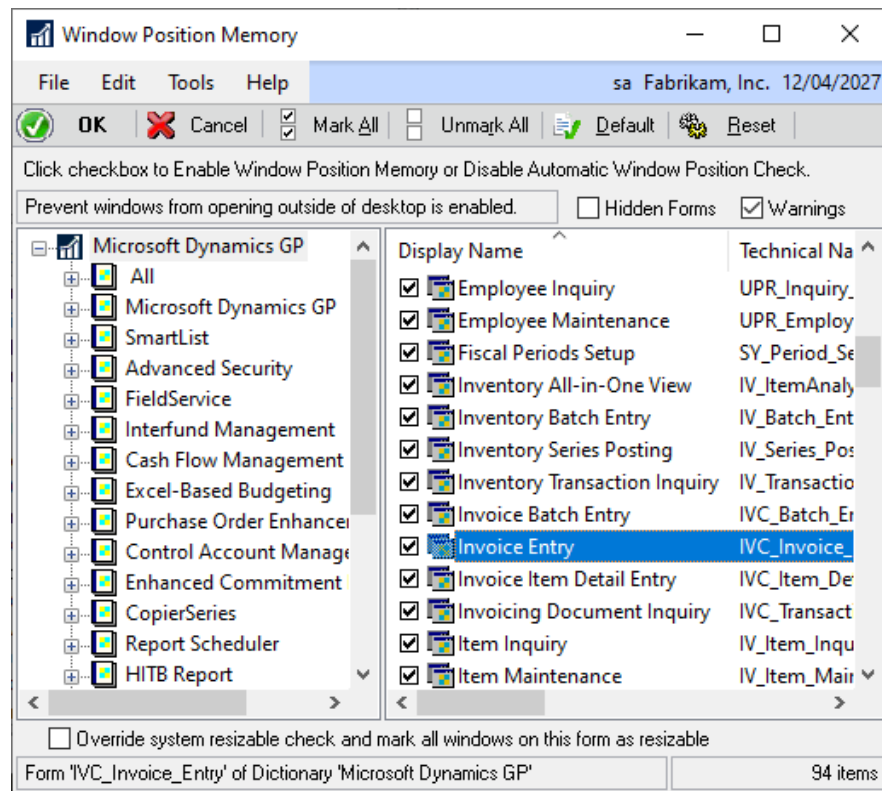 Window Position Memory
File Edit Tools Help sa Fabrikam, Inc. 12/04/2027
OK Cancel Mark All Unmark All Default Reset
Click checkbox to Enable Window Position Memory or Disable Automatic Window Position Check.
Prevent windows from opening outside of desktop is enabled. Hidden Forms Warnings
Microsoft Dynamics GP
All
Microsoft Dynamics GP
SmartList
Advanced Security
FieldService
Interfund Management
Cash Flow Management
Excel-Based Budgeting
Purchase Order Enhancer
Control Account Manage
Enhanced Commitment
CopierSeries
Report Scheduler
HITB Report
Display Name Technical Na
Employee Inquiry UPR_Inquiry_
Employee Maintenance UPR_Employ
Fiscal Periods Setup SY_Period_Se
Inventory All-in-One View IV_ItemAnaly
Inventory Batch Entry IV_Batch_Ent
Inventory Series Posting IV_Series_Pos
Inventory Transaction Inquiry IV_Transactio
Invoice Batch Entry IVC_Batch_Er
Invoice Entry IVC_Invoice_
Invoice Item Detail Entry IVC_Item_De
Invoicing Document Inquiry IVC_Transact
Item Inquiry IV_Item_Inqu
Item Maintenance IV_Item_Mair
Override system resizable check and mark all windows on this form as resizable
Form 'IVC_Invoice_Entry' of Dictionary 'Microsoft Dynamics GP' 94 items